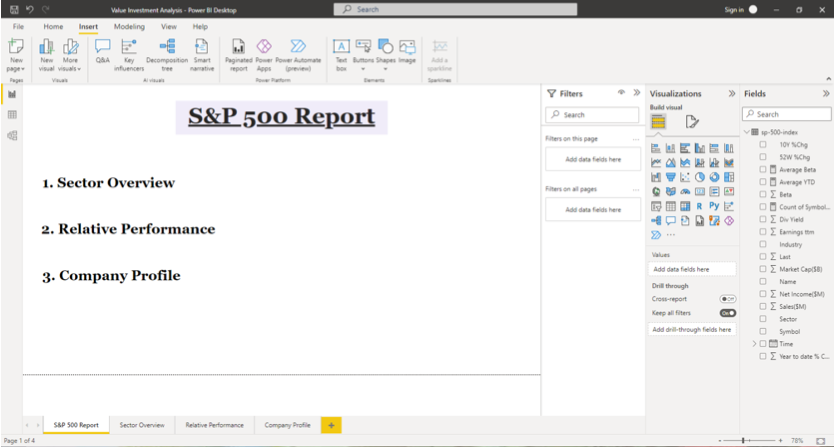 Value Investment Analysis - Power BI Desktop
Search
Sign in
File
Home
Insert
Modeling
View
Help
New
page
New
visual
More
visuals
Q&A
Key
influencers
Decomposition
tree
Smart
narrative
Paginated
report
Power
Apps
Power Automate
(preview)
Text
box
Buttons
Shapes
Image
Add a
sparkline
Pages
Visuals
AI visuals
Power Platform
Elements
Sparklines
S&P 500 Report
1. Sector Overview
2. Relative Performance
3. Company Profile
Filters
Search
Filters on this page
...
Add data fields here
Filters on all pages
...
Add data fields here
Visualizations
Build visual
R
Py
...
Values
Add data fields here
Drill through
Cross-report
Off
Keep all filters
On
Add drill-through fields here
Fields
Search
sp-500-index
10Y %Chg
52W %Chg
Average Beta
Average YTD
Beta
Count of Symbol...
Div Yield
Earnings ttm
Industry
Last
Market Cap($B)
Name
Net Income($M)
Sales($M)
Sector
Symbol
Time
Year to date % C...
S&P 500 Report
Sector Overview
Relative Performance
Company Profile
Page 1 of 4
78%